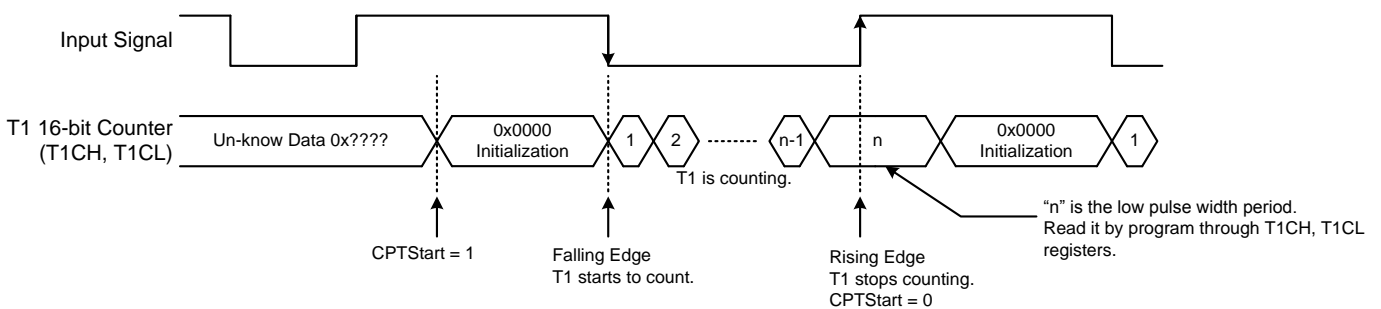 Input Signal
T1 16-bit Counter
(T1CH, T1CL)
Un-know Data 0x????
0x0000
Initialization
1
2
n-1
n
0x0000
Initialization
1
T1 is counting.
CPTStart = 1
Falling Edge
T1 starts to count.
Rising Edge
T1 stops counting.
CPTStart = 0
“n” is the low pulse width period.
Read it by program through T1CH, T1CL
registers.